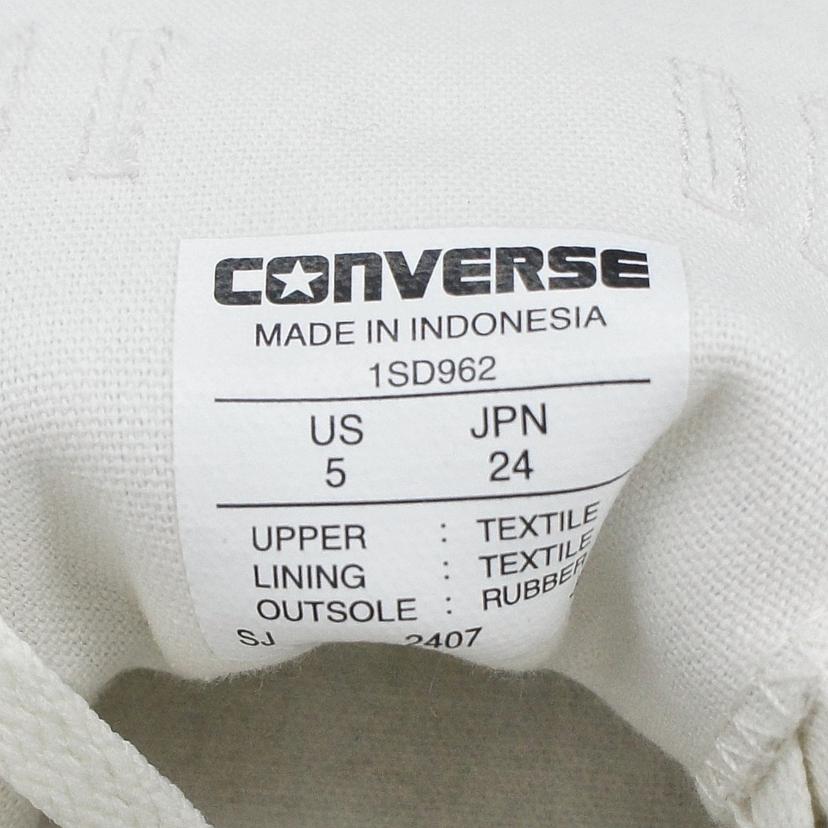 CONVERSE
MADE IN INDONESIA
1SD962
US JPN
5 24
UPPER : TEXTILE
LINING : TEXTILE
OUTSOLE : RUBBER
SJ 2407